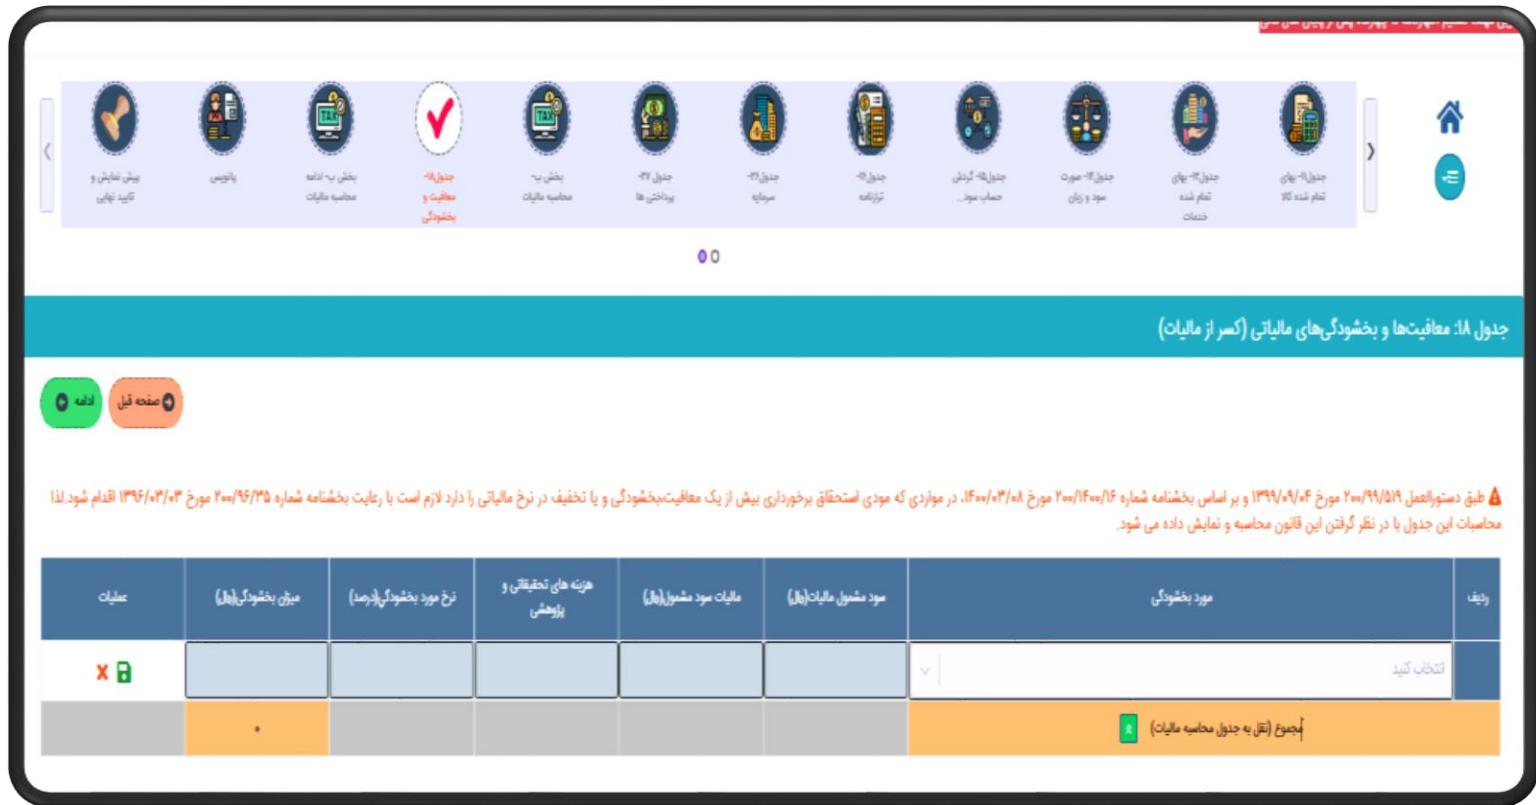 جدول۱۱- بهای
تمام شده کالا
جدول۱۲- بهای
تمام شده
خدمات
جدول۱۳- صورت
سود و زیان
جدول۱۵- گردش
حساب سود...
جدول۱۶-
ترازنامه
جدول۲۶-
سرمایه
جدول ۲۷-
پرداختی ها
بخش ب-
محاسبه مالیات
جدول۱۸-
معافیت و
بخشودگی
بخش ب- ادامه
محاسبه مالیات
پانویس
پیش نمایش و
تایید نهایی
جدول ۱۸: معافیت‌ها و بخشودگی‌های مالیاتی (کسر از مالیات)
صفحه قبل
ادامه
طبق دستورالعمل ۲۰۰/۹۹/۵۱۹ مورخ ۱۳۹۹/۰۹/۰۴ و بر اساس بخشنامه شماره ۲۰۰/۱۴۰۰/۱۶ مورخ ۱۴۰۰/۰۳/۰۸، در مواردی که مودی استحقاق برخورداری بیش از یک معافیت،بخشودگی و یا تخفیف در نرخ مالیاتی را دارد لازم است با رعایت بخشنامه شماره ۲۰۰/۹۶/۳۵ مورخ ۱۳۹۶/۰۳/۰۳ اقدام شود.لذا
محاسبات این جدول با در نظر گرفتن این قانون محاسبه و نمایش داده می شود.
ردیف
مورد بخشودگی
سود مشمول مالیات(ریال)
مالیات سود مشمول(ریال)
هزینه های تحقیقاتی و
پژوهشی
نرخ مورد بخشودگی(درصد)
میزان بخشودگی(ریال)
عملیات
انتخاب کنید
مجموع (نقل به جدول محاسبه مالیات)
۰